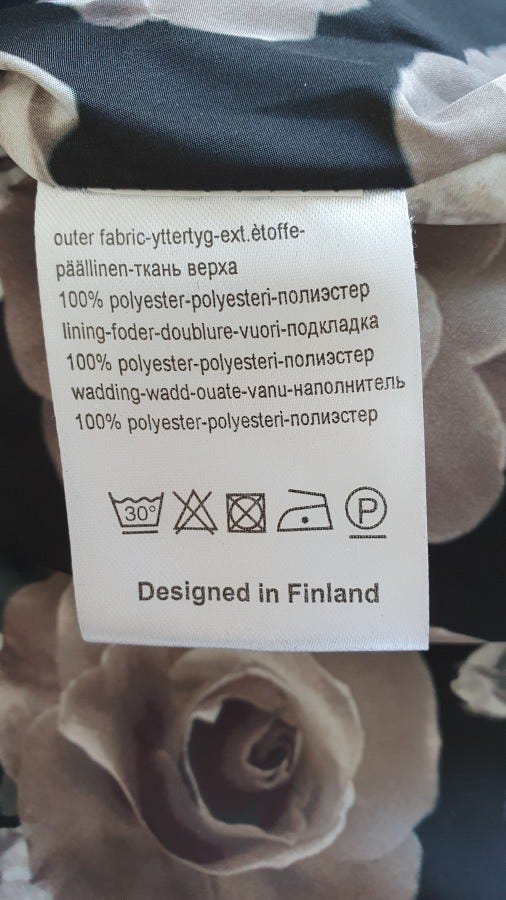 outer fabric-yttertyg-ext.ètoffe-
päällinen-ткань верха
100% polyester-polyesteri-полиэстер
lining-foder-doublure-vuori-подкладка
100% polyester-polyesteri-полиэстер
wadding-wadd-ouate-vanu-наполнитель
100% polyester-polyesteri-полиэстер
30° P
Designed in Finland